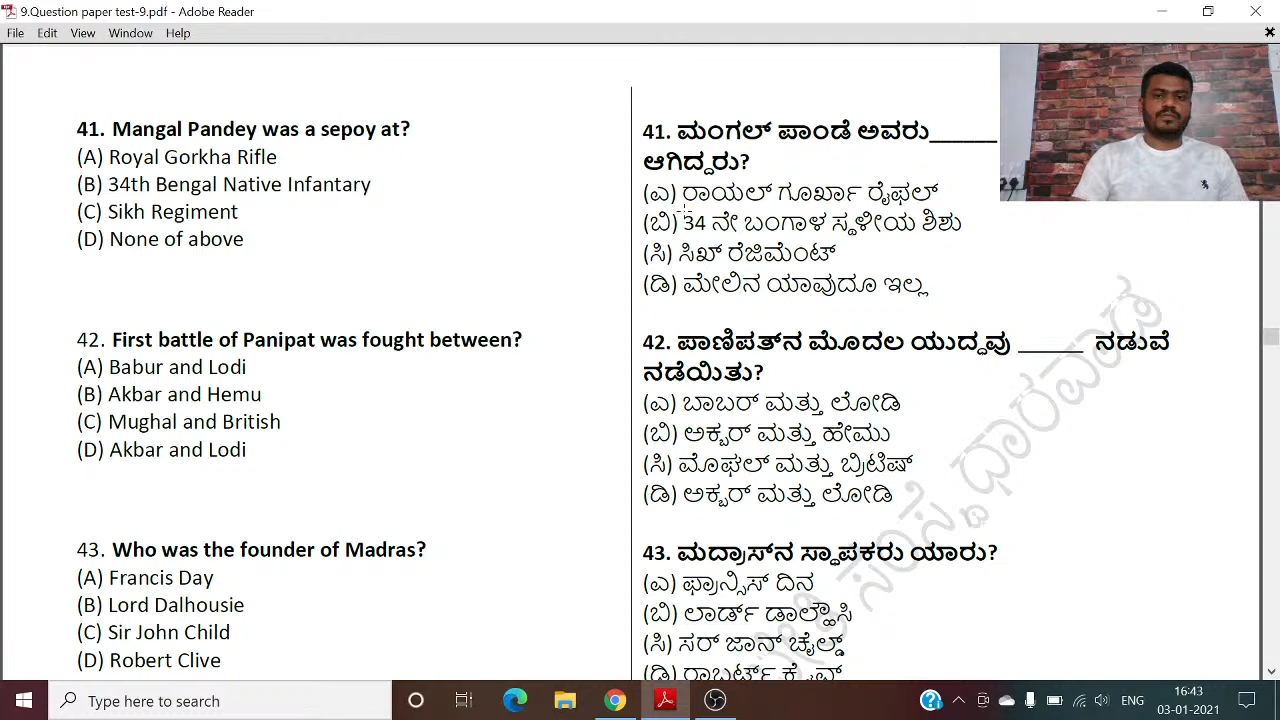 9.Question paper test-9.pdf - Adobe Reader
File Edit View Window Help
41. Mangal Pandey was a sepoy at?
(A) Royal Gorkha Rifle
(B) 34th Bengal Native Infantary
(C) Sikh Regiment
(D) None of above
42. First battle of Panipat was fought between?
(A) Babur and Lodi
(B) Akbar and Hemu
(C) Mughal and British
(D) Akbar and Lodi
43. Who was the founder of Madras?
(A) Francis Day
(B) Lord Dalhousie
(C) Sir John Child
(D) Robert Clive
41. ಮಂಗಲ್ ಪಾಂಡೆ ಅವರು______
ಆಗಿದ್ದರು?
(ಎ) ರಾಯಲ್ ಗೂರ್ಖಾ ರೈಫಲ್
(ಬಿ) 34 ನೇ ಬಂಗಾಳ ಸ್ಥಳೀಯ ಶಿಶು
(ಸಿ) ಸಿಖ್ ರೆಜಿಮೆಂಟ್
(ಡಿ) ಮೇಲಿನ ಯಾವುದೂ ಇಲ್ಲ
42. ಪಾಣಿಪತ್‌ನ ಮೊದಲ ಯುದ್ಧವು ______ ನಡುವೆ
ನಡೆಯಿತು?
(ಎ) ಬಾಬರ್ ಮತ್ತು ಲೋಡಿ
(ಬಿ) ಅಕ್ಬರ್ ಮತ್ತು ಹೇಮು
(ಸಿ) ಮೊಘಲ್ ಮತ್ತು ಬ್ರಿಟಿಷ್
(ಡಿ) ಅಕ್ಬರ್ ಮತ್ತು ಲೋಡಿ
43. ಮದ್ರಾಸ್‌ನ ಸ್ಥಾಪಕರು ಯಾರು?
(ಎ) ಫ್ರಾನ್ಸಿಸ್ ದಿನ
(ಬಿ) ಲಾರ್ಡ್ ಡಾಲ್ಹೌಸಿ
(ಸಿ) ಸರ್ ಜಾನ್ ಚೈಲ್ಡ್
(ಡಿ) ರಾಬರ್ಟ್ ಕ್ಲೈವ್
ಸಂಸ್ಥೆ ಧಾರವಾಡ
Type here to search
ENG
16:43
03-01-2021